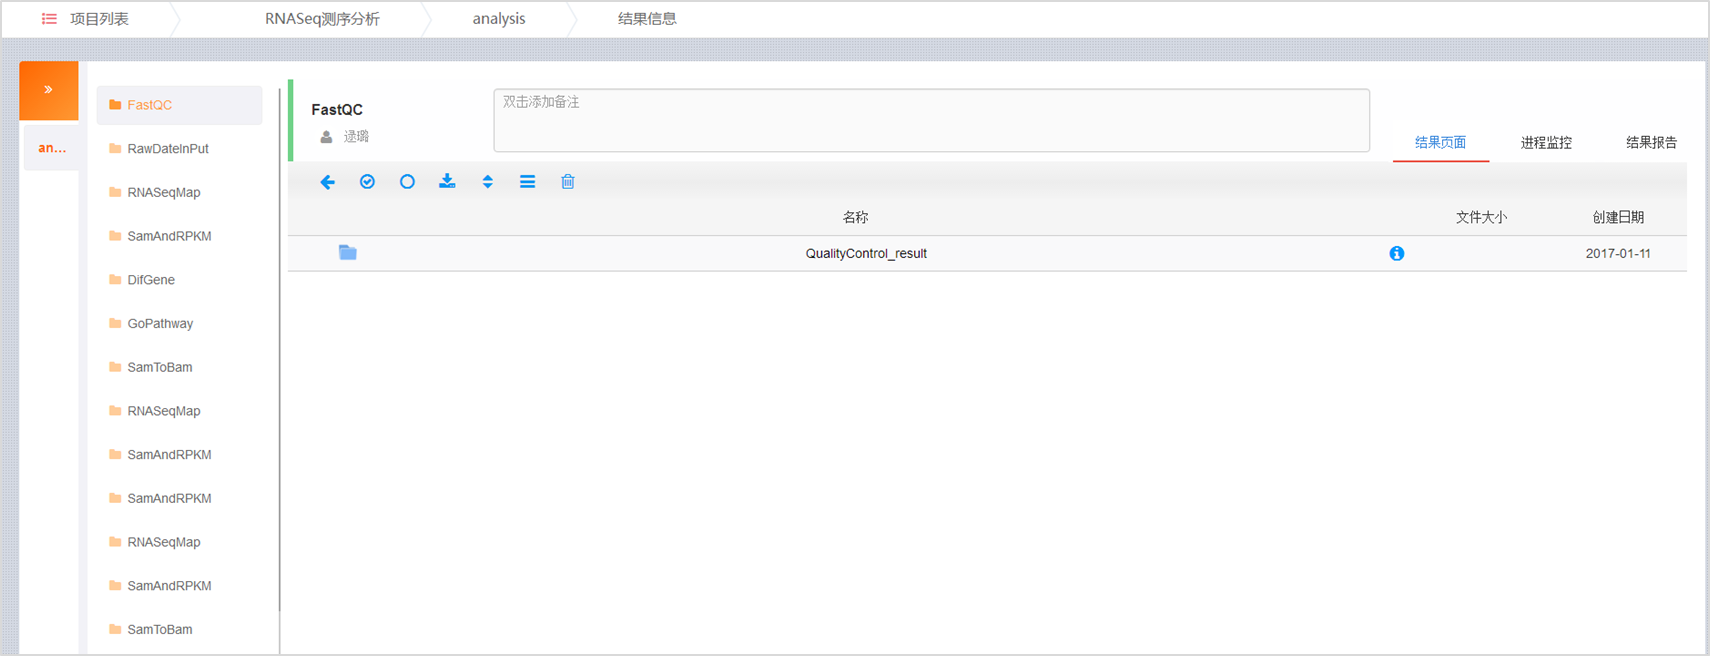 项目列表
RNASeq测序分析
analysis
结果信息
an...
FastQC
RawDateInPut
RNASeqMap
SamAndRPKM
DifGene
GoPathway
SamToBam
RNASeqMap
SamAndRPKM
SamAndRPKM
RNASeqMap
SamAndRPKM
SamToBam
FastQC
逯璐
双击添加备注
结果页面
进程监控
结果报告
名称
文件大小
创建日期
QualityControl_result
2017-01-11